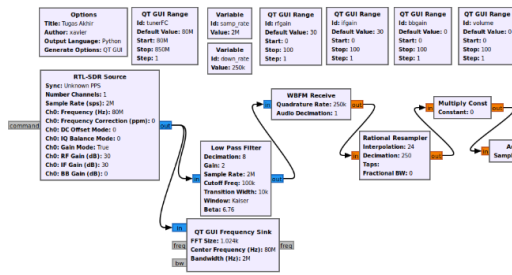 Options
Title: Tugas Akhir
Author: xavier
Output Language: Python
Generate Options: QT GUI
QT GUI Range
Id: tunerFC
Default Value: 80M
Start: 80M
Stop: 850M
Step: 1
Variable
Id: samp_rate
Value: 2M
Variable
Id: down_rate
Value: 250k
QT GUI Range
Id: rfgain
Default Value: 30
Start: 0
Stop: 100
Step: 1
QT GUI Range
Id: ifgain
Default Value: 30
Start: 0
Stop: 100
Step: 1
QT GUI Range
Id: bbgain
Default Value: 0
Start: 0
Stop: 100
Step: 1
QT GUI Range
Id: volume
Default Value: 0
Start: 0
Stop: 100
Step: 1
RTL-SDR Source
Sync: Unknown PPS
Number Channels: 1
Sample Rate (sps): 2M
Ch0: Frequency (Hz): 80M
Ch0: Frequency Correction (ppm): 0
Ch0: DC Offset Mode: 0
Ch0: IQ Balance Mode: 0
Ch0: Gain Mode: True
Ch0: RF Gain (dB): 30
Ch0: IF Gain (dB): 30
Ch0: BB Gain (dB): 0
command
out
in
Low Pass Filter
Decimation: 8
Gain: 2
Sample Rate: 2M
Cutoff Freq: 100k
Transition Width: 10k
Window: Kaiser
Beta: 6.76
out
in
WBFM Receive
Quadrature Rate: 250k
Audio Decimation: 1
out
in
Rational Resampler
Interpolation: 24
Decimation: 250
Taps:
Fractional BW: 0
out
in
Multiply Const
Constant: 0
in
Au
Sampl
in
freq
bw
QT GUI Frequency Sink
FFT Size: 1.024k
Center Frequency (Hz): 80M
Bandwidth (Hz): 2M
freq